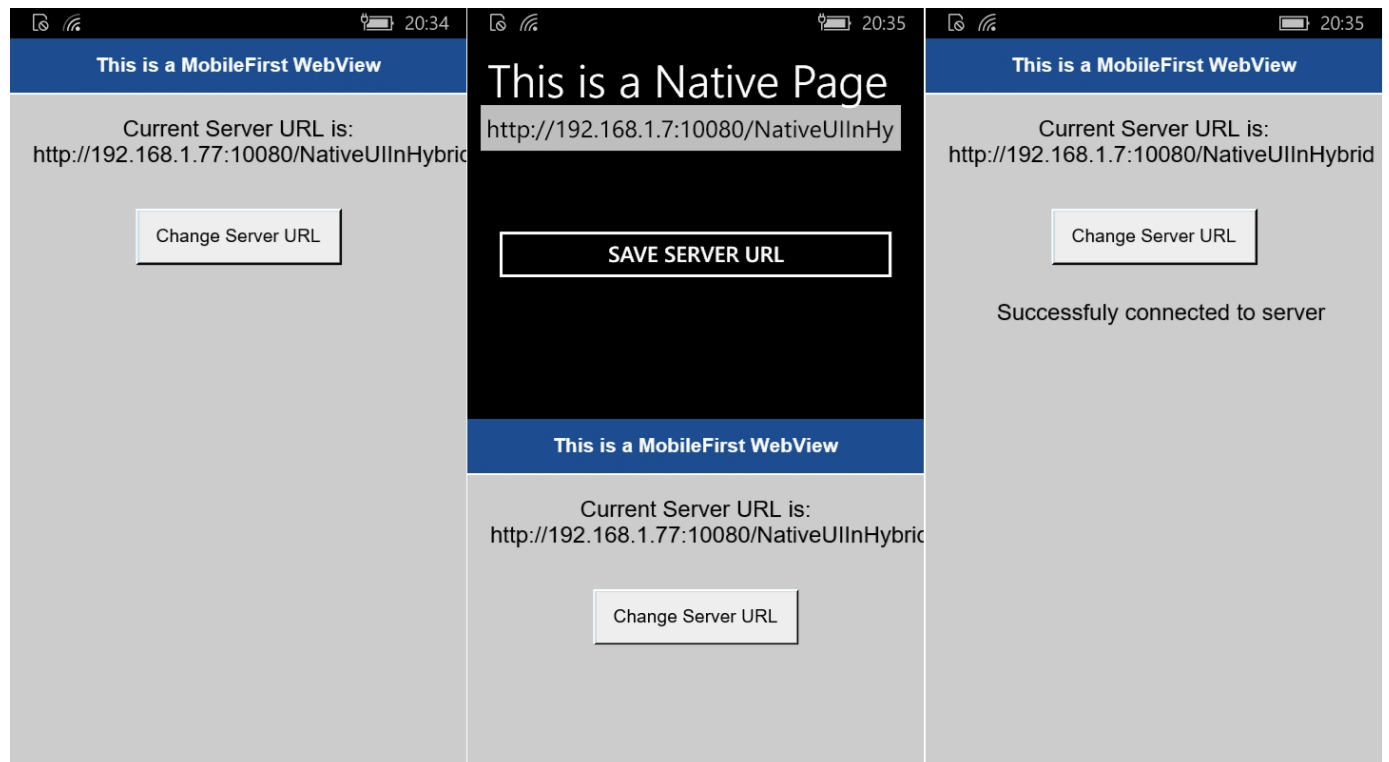 20:34
This is a MobileFirst WebView
Current Server URL is:
http://192.168.1.77:10080/NativeUIInHybric
Change Server URL
20:35
This is a Native Page
http://192.168.1.7:10080/NativeUIInHy
SAVE SERVER URL
This is a MobileFirst WebView
Current Server URL is:
http://192.168.1.77:10080/NativeUIInHybric
Change Server URL
20:35
This is a MobileFirst WebView
Current Server URL is:
http://192.168.1.7:10080/NativeUIInHybrid
Change Server URL
Successfuly connected to server